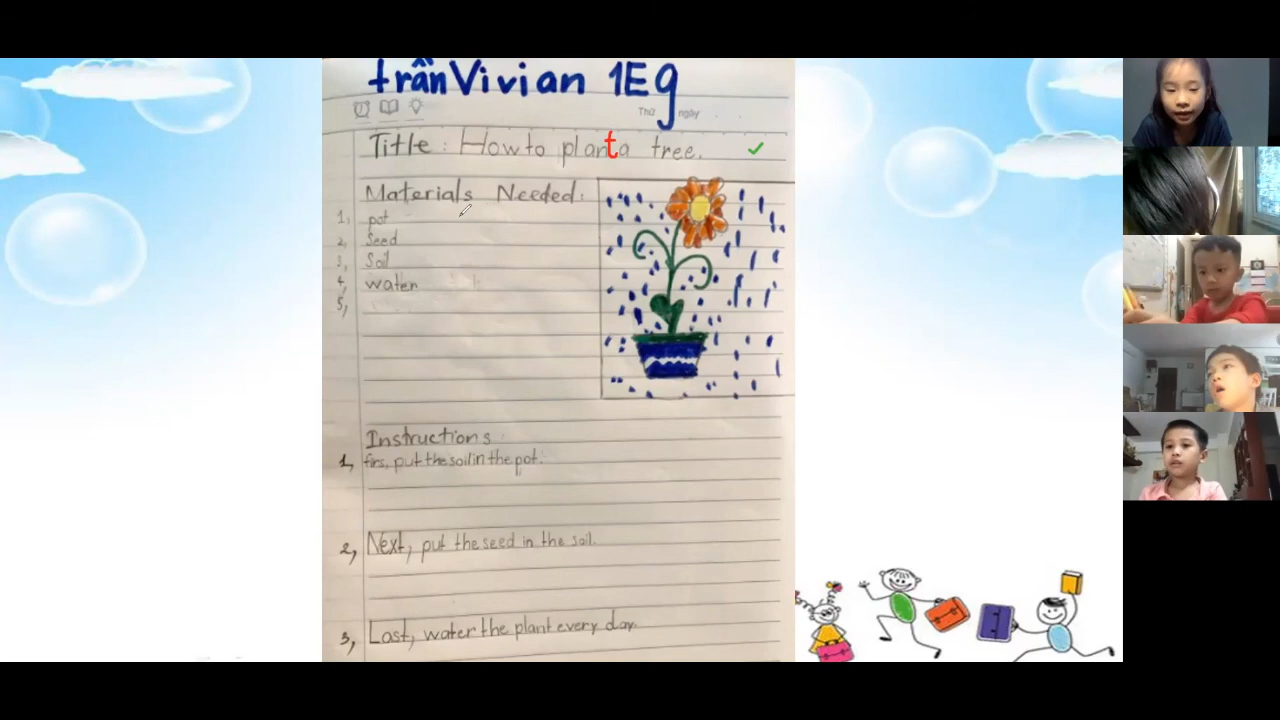 trần Vivian 1E9
Thứ ngày
Title: How to plant a tree.
Materials Needed:
1, pot
2, Seed
3, Soil
4, water
5,
Instructions:
1, firs, put the soil in the pot.
2, Next, put the seed in the soil.
3, Last, water the plant every day.